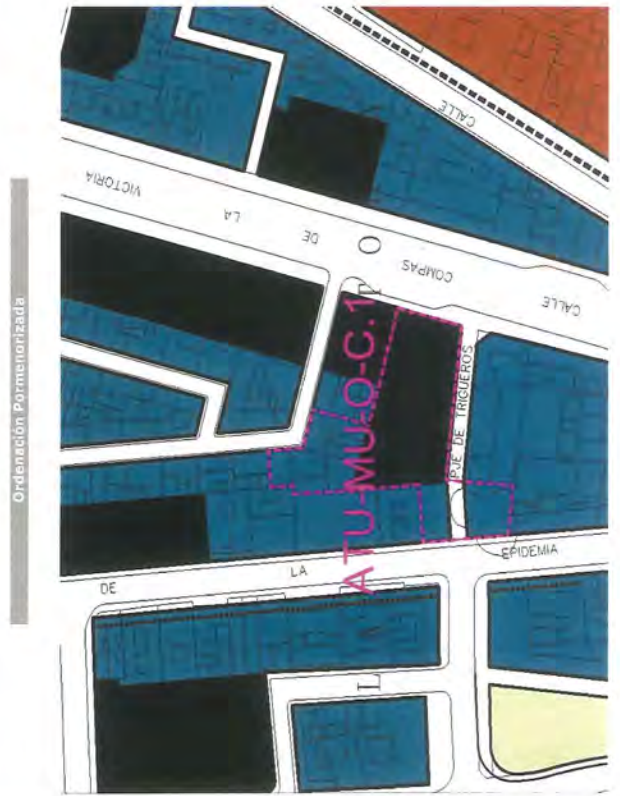 Ordenación Pormenorizada
CALLE
VICTORIA
LA
DE
COMPAS
CALLE
ATU-MU-O-C.1
PJE DE TRIGUEROS
EPIDEMIA
LA
DE